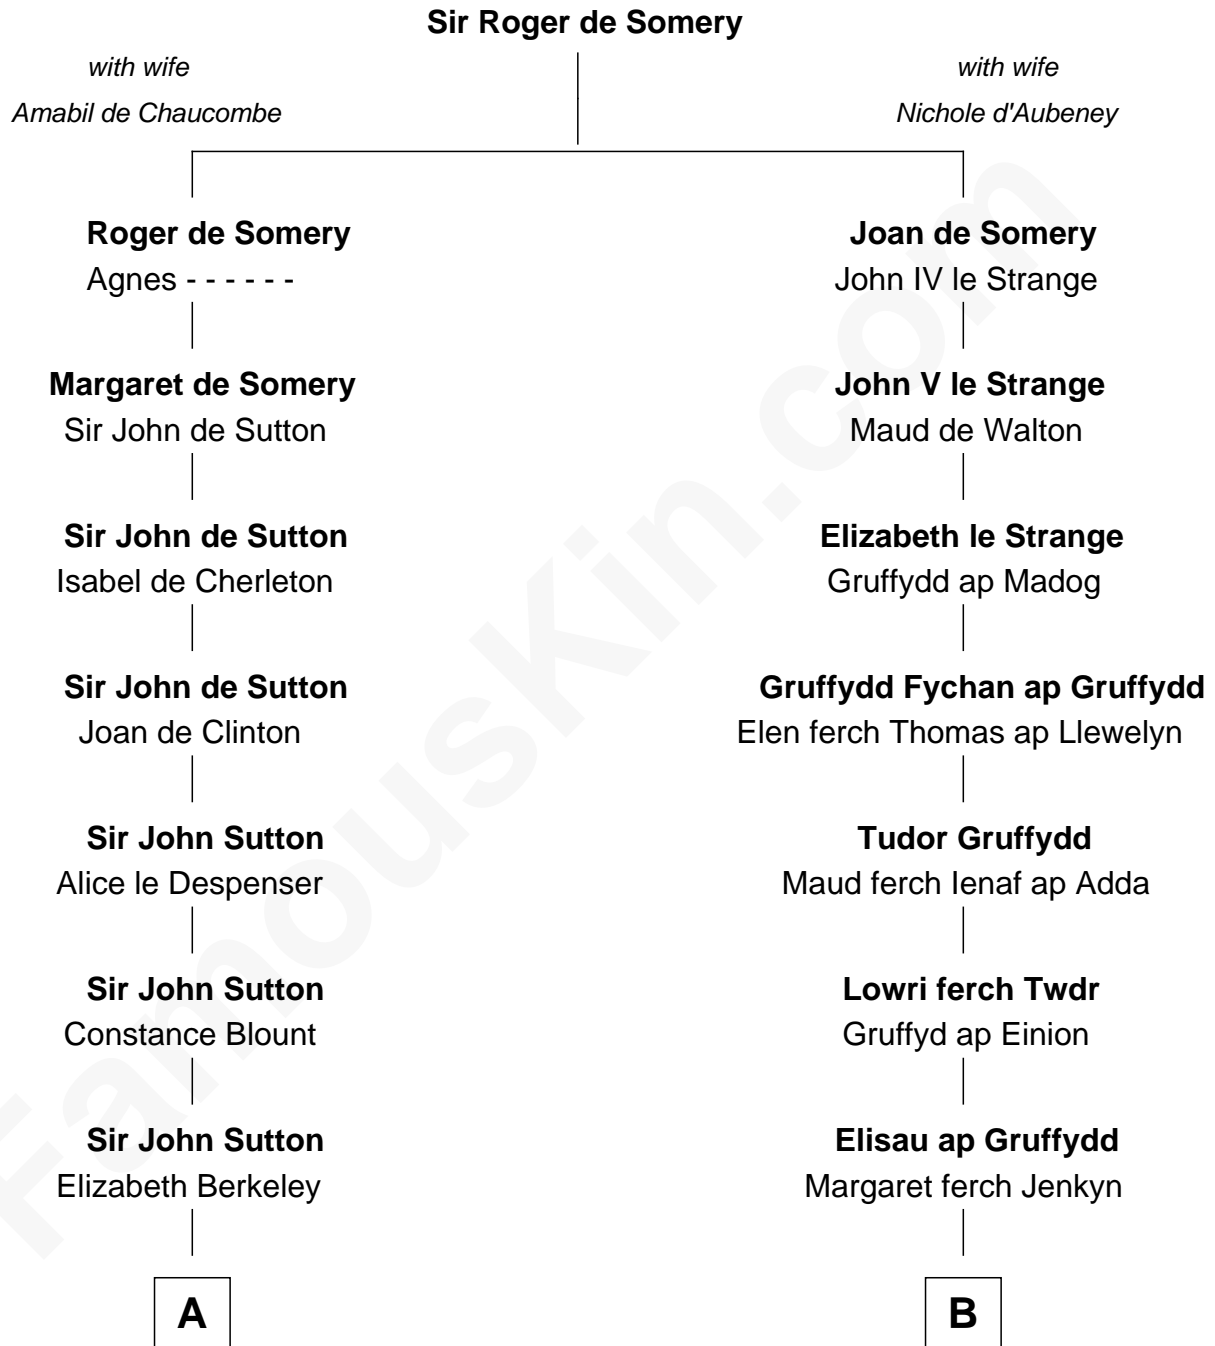 Sir Roger de Somery
with wife
Amabil de Chaucombe
with wife
Nichole d'Aubeney
Roger de Somery
Agnes - - - - - -
Joan de Somery
John IV le Strange
Margaret de Somery
Sir John de Sutton
John V le Strange
Maud de Walton
Sir John de Sutton
Isabel de Cherleton
Elizabeth le Strange
Gruffydd ap Madog
Sir John de Sutton
Joan de Clinton
Gruffydd Fychan ap Gruffydd
Elen ferch Thomas ap Llewelyn
Sir John Sutton
Alice le Despenser
Tudor Gruffydd
Maud ferch Ienaf ap Adda
Sir John Sutton
Constance Blount
Lowri ferch Twdr
Gruffyd ap Einion
Sir John Sutton
Elizabeth Berkeley
Elisau ap Gruffydd
Margaret ferch Jenkyn
A
B
FamousKin.com